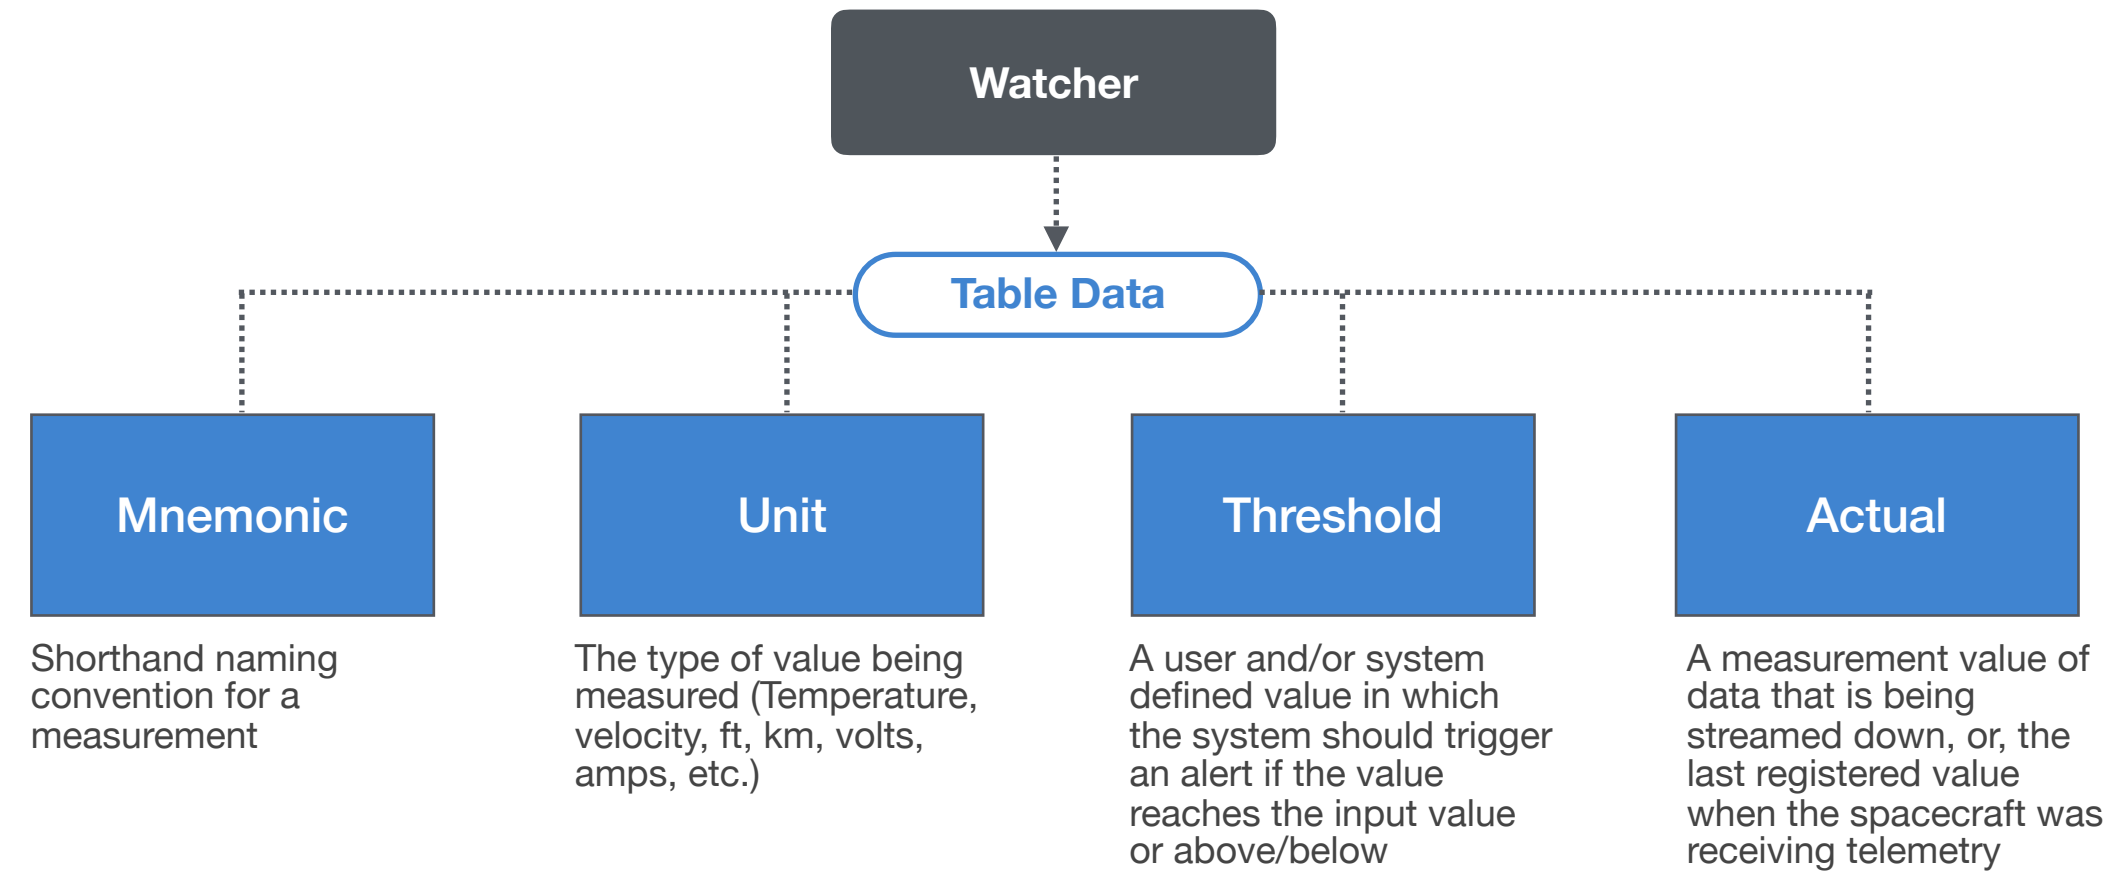 Watcher
Table Data
Mnemonic
Unit
Threshold
Actual
Shorthand naming
convention for a
measurement
The type of value being
measured (Temperature,
velocity, ft, km, volts,
amps, etc.)
A user and/or system
defined value in which
the system should trigger
an alert if the value
reaches the input value
or above/below
A measurement value of
data that is being
streamed down, or, the
last registered value
when the spacecraft was
receiving telemetry